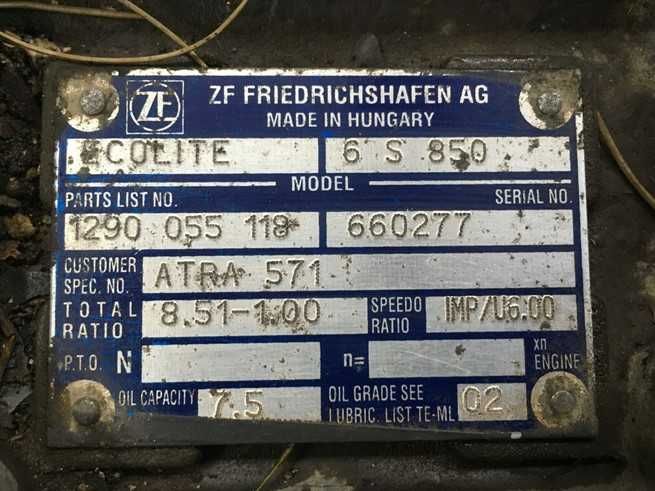 ZF ZF FRIEDRICHSHAFEN AG
MADE IN HUNGARY
ECOLITE 6 S 850
MODEL
PARTS LIST NO. SERIAL NO.
1290 055 118 660277
CUSTOMER SPEC. NO. ATRA 571
TOTAL RATIO 8.51-1.00 SPEEDO RATIO IMP/U6.00
P.T.O. N n= xn ENGINE
OIL CAPACITY 7.5 OIL GRADE SEE LUBRIC. LIST TE-ML 02